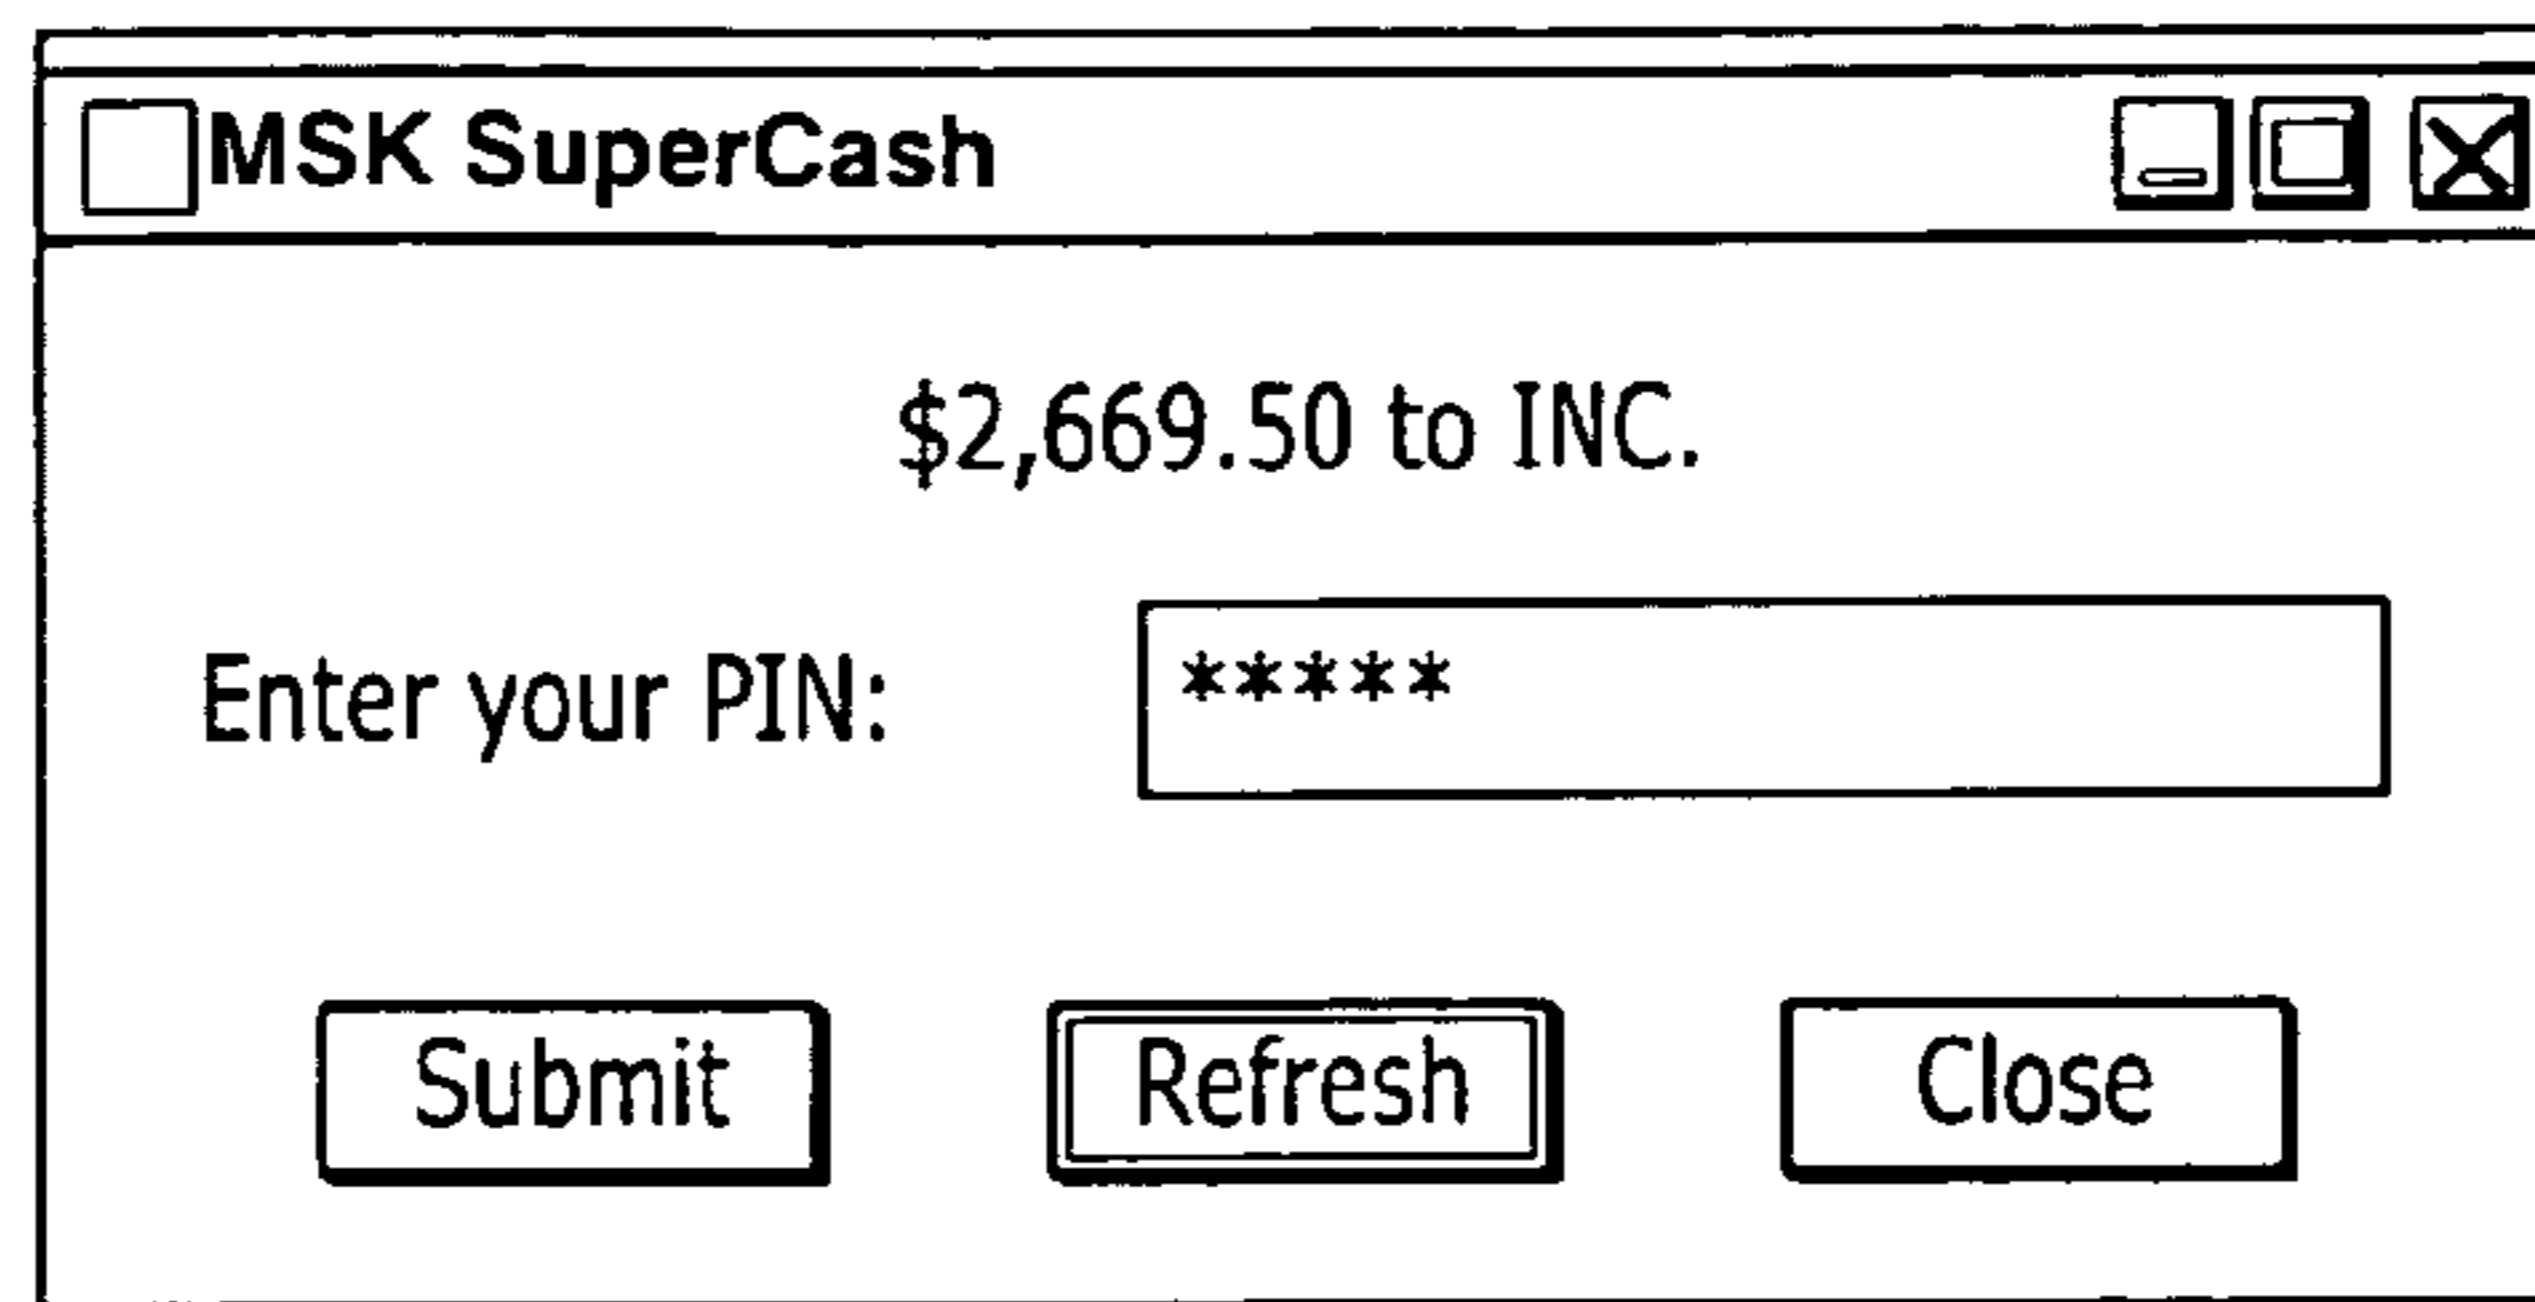 MSK SuperCash
$2,669.50 to INC.
Enter your PIN: *****
Submit Refresh Close